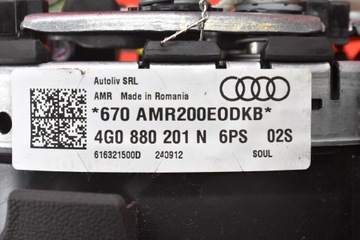 Autoliv SRL
AMR Made in Romania
*670 AMR200E0DKB*
4G0 880 201 N 6PS 02S
616321500D 240912 SOUL